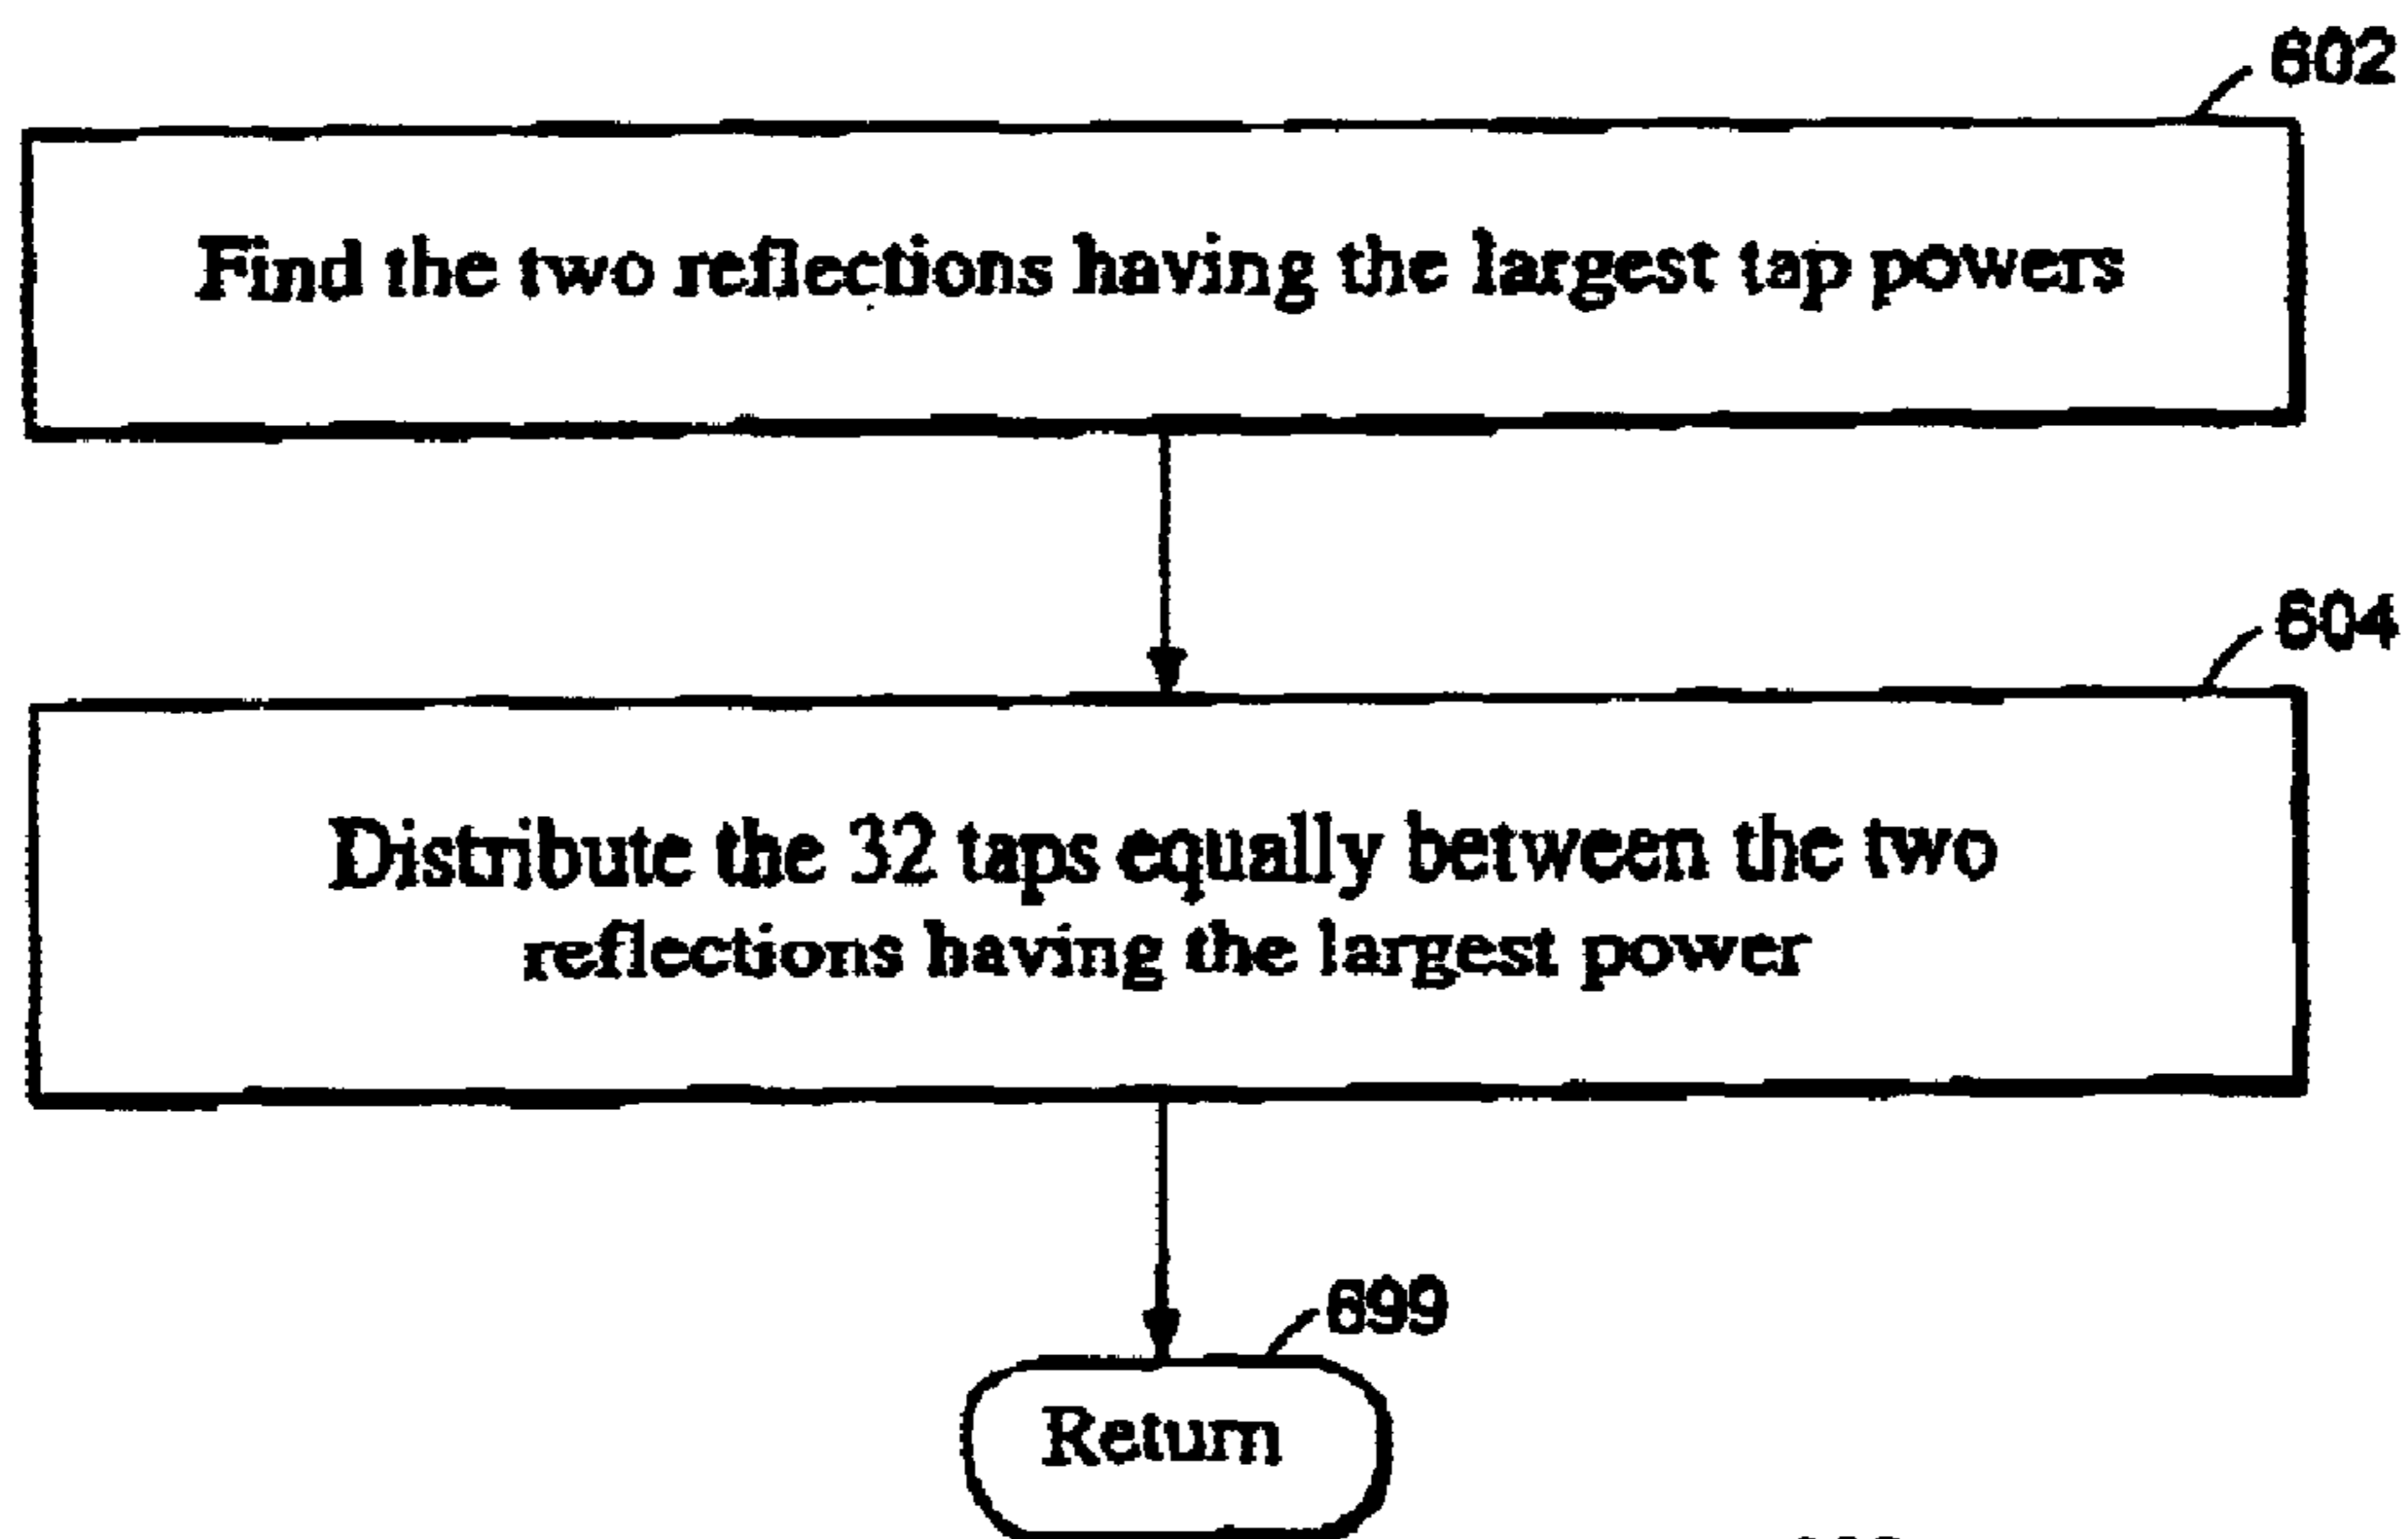 602
Find the two reflections having the largest tap powers
604
Distribute the 32 taps equally between the two
reflections having the largest power
699
Return